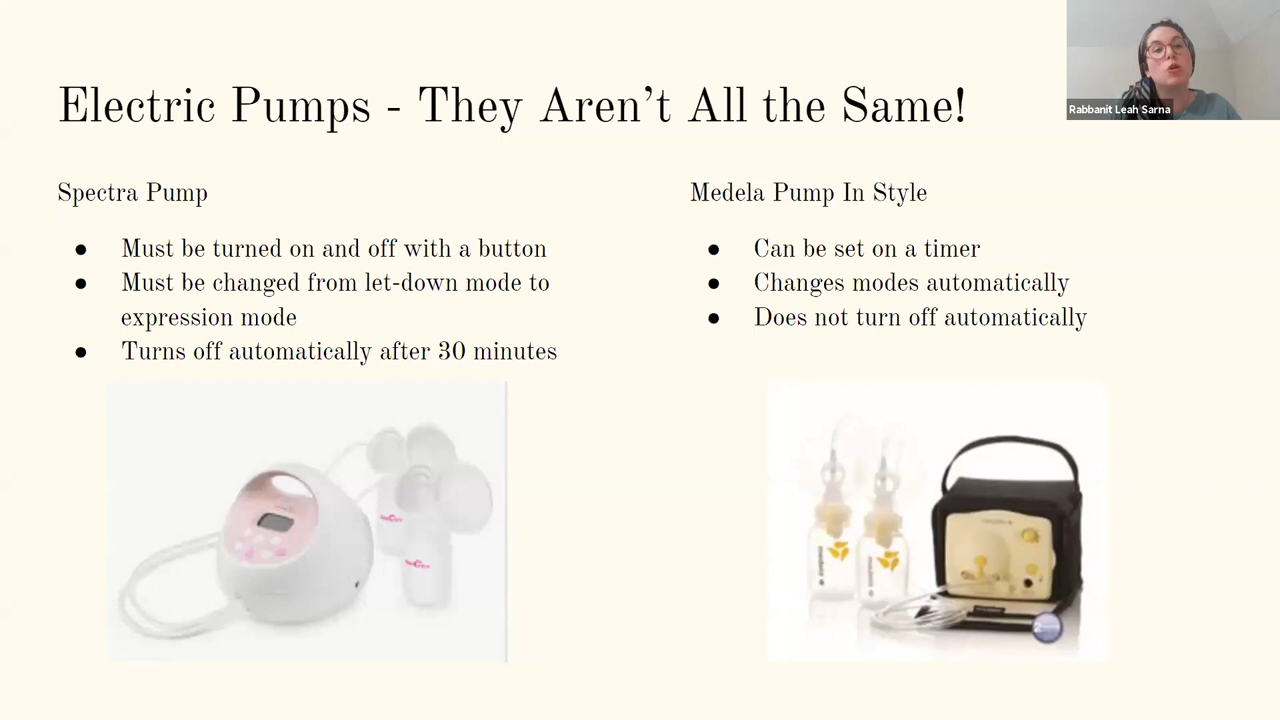 Electric Pumps - They Aren't All the Same!
Rabbanit Leah Sarna
Spectra Pump
● Must be turned on and off with a button
● Must be changed from let-down mode to
expression mode
● Turns off automatically after 30 minutes
Medela Pump In Style
● Can be set on a timer
● Changes modes automatically
● Does not turn off automatically